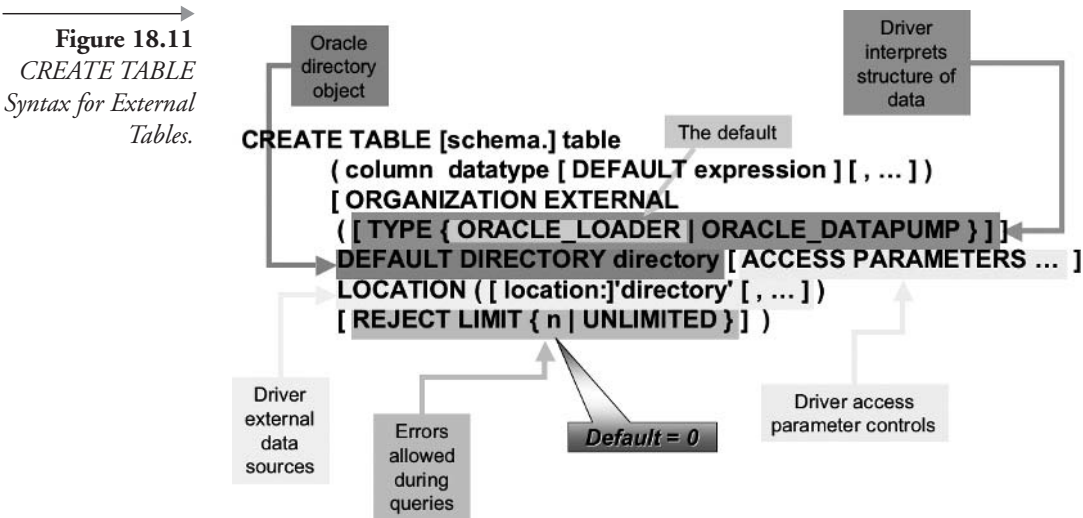 Figure 18.11
CREATE TABLE
Syntax for External
Tables.
Oracle
directory
object
Driver
interprets
structure of
data
The default
CREATE TABLE [schema.] table
( column datatype [ DEFAULT expression ] [ , … ] )
[ ORGANIZATION EXTERNAL
( [ TYPE { ORACLE_LOADER | ORACLE_DATAPUMP } ] ]
DEFAULT DIRECTORY directory [ ACCESS PARAMETERS … ]
LOCATION ( [ location:]'directory' [ , … ] )
[ REJECT LIMIT { n | UNLIMITED } ] )
Driver
external
data
sources
Errors
allowed
during
queries
Default = 0
Driver access
parameter controls